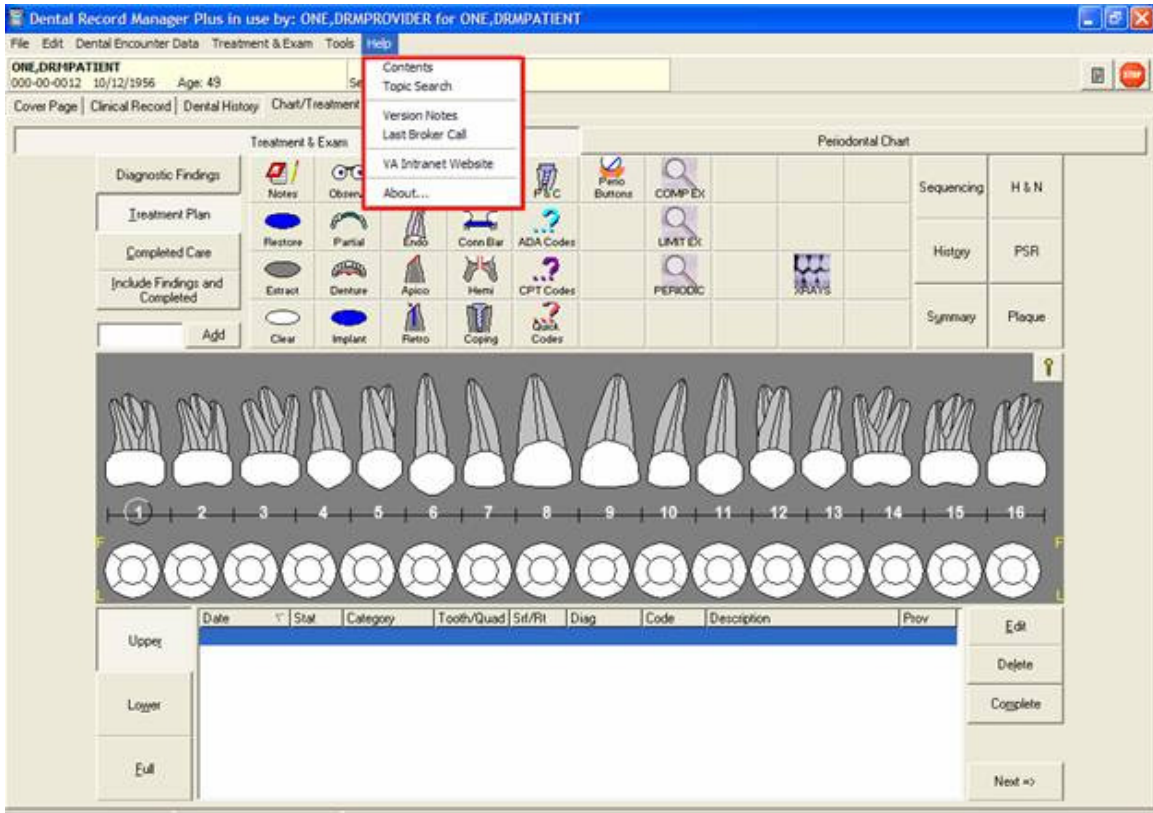 Dental Record Manager Plus in use by: ONE,DRMPROVIDER for ONE,DRMPATIENT
File Edit Dental Encounter Data Treatment & Exam Tools Help
ONE,DRMPATIENT
000-00-0012 10/12/1956 Age: 49 Se
STOP
Contents
Topic Search
Version Notes
Last Broker Call
VA Intranet Website
About...
Cover Page Clinical Record Dental History Chart/Treatment
Treatment & Exam Periodontal Chart
Diagnostic Findings
Treatment Plan
Completed Care
Include Findings and
Completed
Add
Notes Observ P & C Perio Buttons COMP EX
Restore Partial Endo Conn Bar ADA Codes LIMIT EX
Extract Denture Apico Hemi CPT Codes PERIODIC XRAYS
Clear Implant Retro Coping Quick Codes
Sequencing H & N
History PSR
Summary Plaque
1 2 3 4 5 6 7 8 9 10 11 12 13 14 15 16
F F
L L
Date Stat Category Tooth/Quad Srf/Rt Diag Code Description Prov
Upper
Lower
Full
Edit
Delete
Complete
Next =>